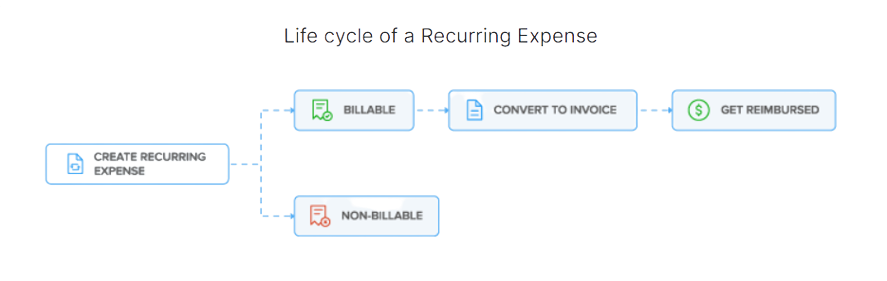 Life cycle of a Recurring Expense
BILLABLE
CONVERT TO INVOICE
GET REIMBURSED
CREATE RECURRING
EXPENSE
NON-BILLABLE